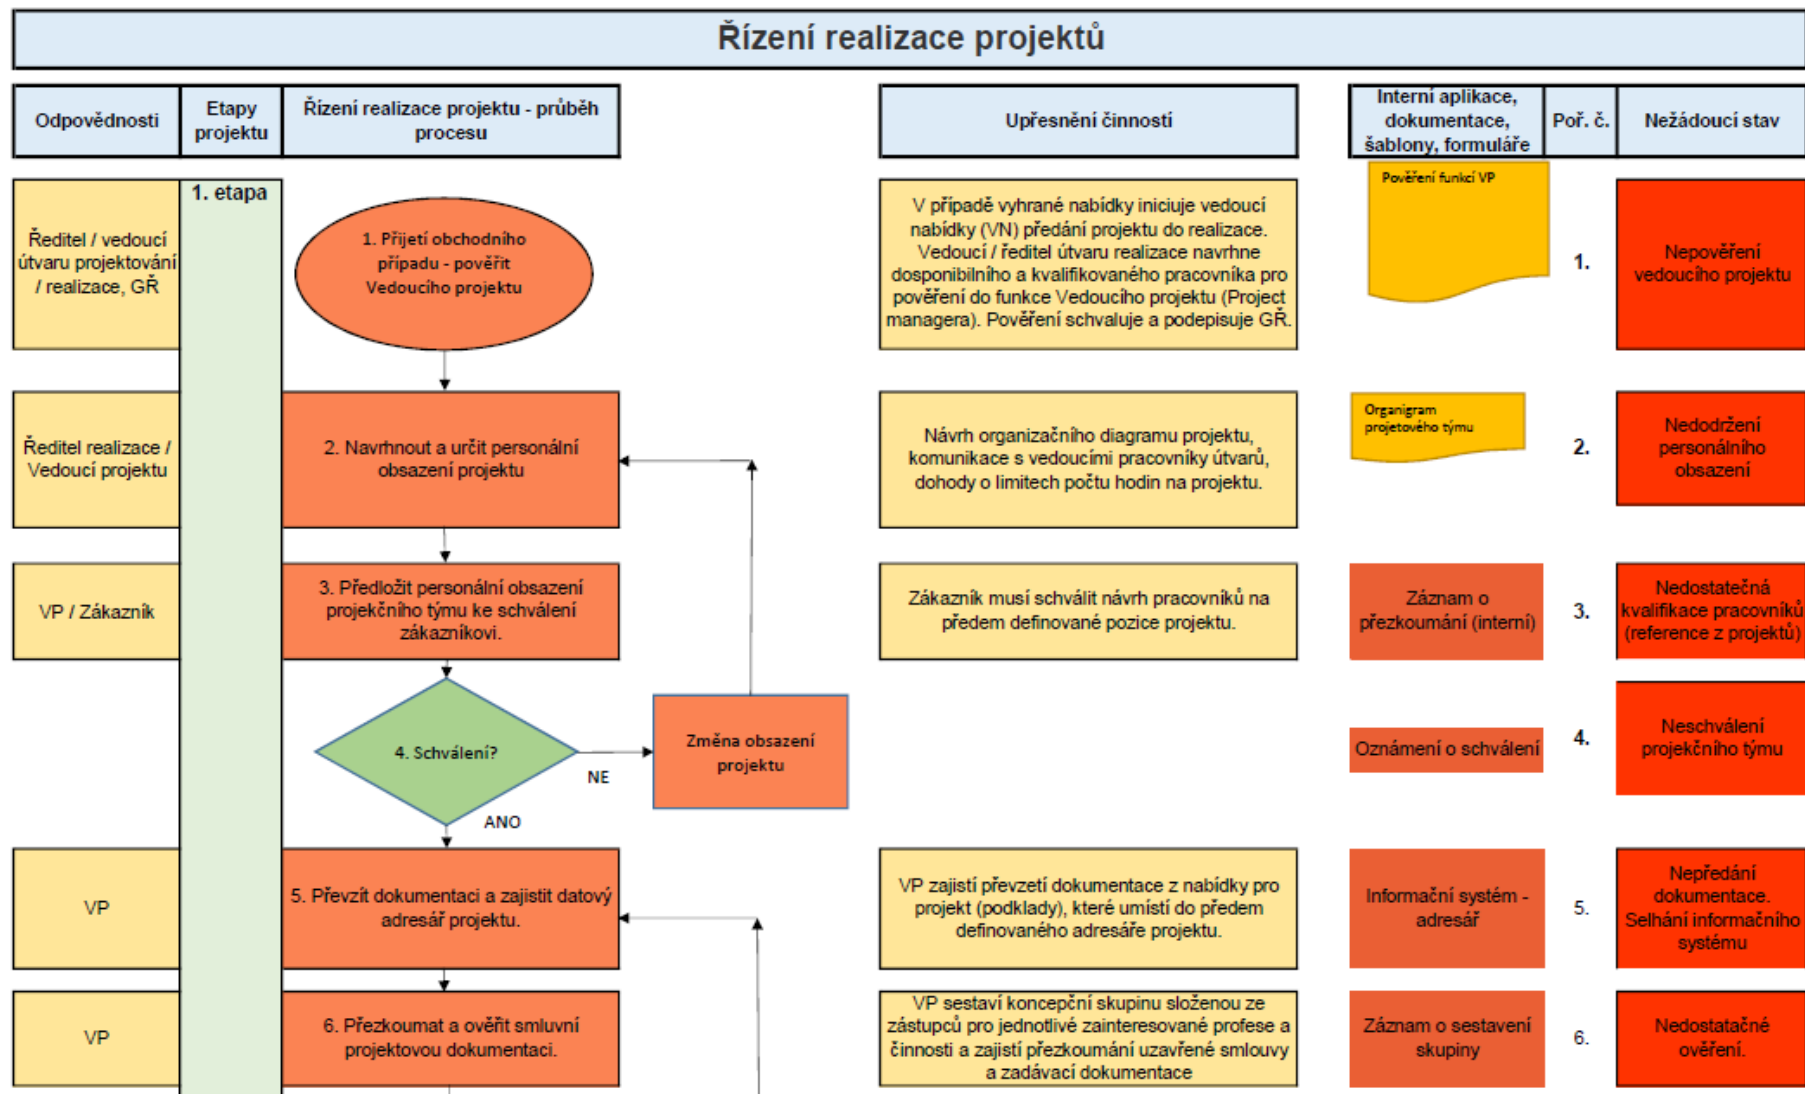 Řízení realizace projektů
Odpovědnosti
Etapy
projektu
Řízení realizace projektu - průběh
procesu
Upřesnění činností
Interní aplikace,
dokumentace,
šablony, formuláře
Poř. č.
Nežádoucí stav
Ředitel / vedoucí
útvaru projektování
/ realizace, GŘ
1. etapa
1. Přijetí obchodního
případu - pověřit
Vedoucího projektu
V případě vyhrané nabídky iniciuje vedoucí
nabídky (VN) předání projektu do realizace.
Vedoucí / ředitel útvaru realizace navrhne
dosponibilního a kvalifikovaného pracovníka pro
pověření do funkce Vedoucího projektu (Project
managera). Pověření schvaluje a podepisuje GŘ.
Pověření funkcí VP
1.
Nepověření
vedoucího projektu
Ředitel realizace /
Vedoucí projektu
2. Navrhnout a určit personální
obsazení projektu
Návrh organizačního diagramu projektu,
komunikace s vedoucími pracovníky útvarů,
dohody o limitech počtu hodin na projektu.
Organigram
projetového týmu
2.
Nedodržení
personálního
obsazení
VP / Zákazník
3. Předložit personální obsazení
projekčního týmu ke schválení
zákazníkovi.
Zákazník musí schválit návrh pracovníků na
předem definované pozice projektu.
Záznam o
přezkoumání (interní)
3.
Nedostatečná
kvalifikace pracovníků
(reference z projektů)
4. Schválení?
NE
ANO
Změna obsazení
projektu
Oznámení o schválení
4.
Neschválení
projekčního týmu
VP
5. Převzít dokumentaci a zajistit datový
adresář projektu.
VP zajistí převzetí dokumentace z nabídky pro
projekt (podklady), které umístí do předem
definovaného adresáře projektu.
Informační systém -
adresář
5.
Nepředání
dokumentace.
Selhání informačního
systému
VP
6. Přezkoumat a ověřit smluvní
projektovou dokumentaci.
VP sestaví koncepční skupinu složenou ze
zástupců pro jednotlivé zainteresované profese a
činnosti a zajistí přezkoumání uzavřené smlouvy
a zadávací dokumentace
Záznam o sestavení
skupiny
6.
Nedostatačné
ověření.